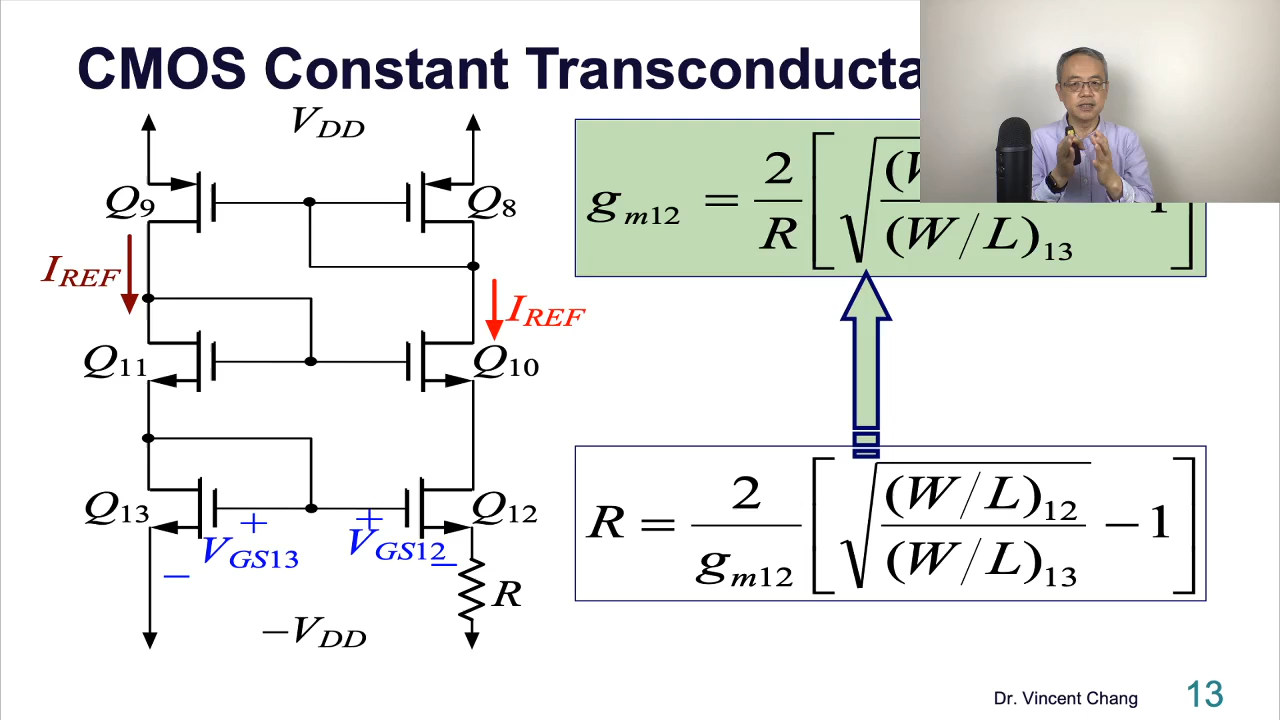 CMOS Constant
V_DD
Q_9
Q_8
g_m12 = 2/R [ √( / (W/L)_13) 1 ]
I_REF
I_REF
Q_11
Q_10
R = 2/g_m12 [ √((W/L)_12 / (W/L)_13) − 1 ]
Q_13
Q_12
+ V_GS13 −
+ V_GS12 −
R
−V_DD
Dr. Vincent Chang
13